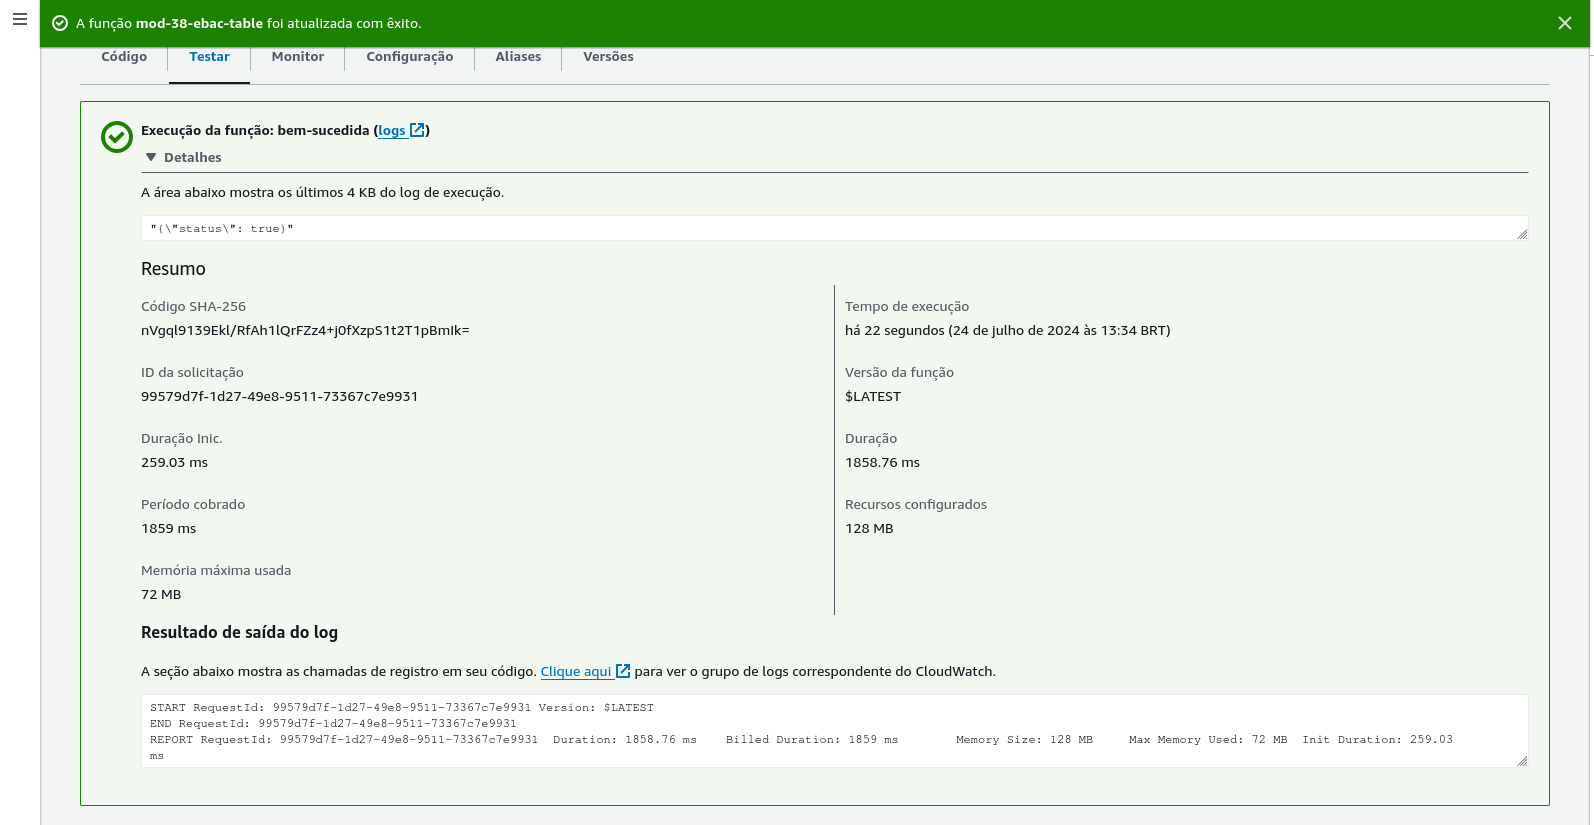 A função mod-38-ebac-table foi atualizada com êxito.
Código
Testar
Monitor
Configuração
Aliases
Versões
Execução da função: bem-sucedida (logs)
Detalhes
A área abaixo mostra os últimos 4 KB do log de execução.
"{\"status\": true}"
Resumo
Código SHA-256
nVgql9139Ekl/RfAh1lQrFZz4+j0fXzpS1t2T1pBmIk=
Tempo de execução
há 22 segundos (24 de julho de 2024 às 13:34 BRT)
ID da solicitação
99579d7f-1d27-49e8-9511-73367c7e9931
Versão da função
$LATEST
Duração Inic.
259.03 ms
Duração
1858.76 ms
Período cobrado
1859 ms
Recursos configurados
128 MB
Memória máxima usada
72 MB
Resultado de saída do log
A seção abaixo mostra as chamadas de registro em seu código. Clique aqui para ver o grupo de logs correspondente do CloudWatch.
START RequestId: 99579d7f-1d27-49e8-9511-73367c7e9931 Version: $LATEST
END RequestId: 99579d7f-1d27-49e8-9511-73367c7e9931
REPORT RequestId: 99579d7f-1d27-49e8-9511-73367c7e9931 Duration: 1858.76 ms Billed Duration: 1859 ms Memory Size: 128 MB Max Memory Used: 72 MB Init Duration: 259.03
ms